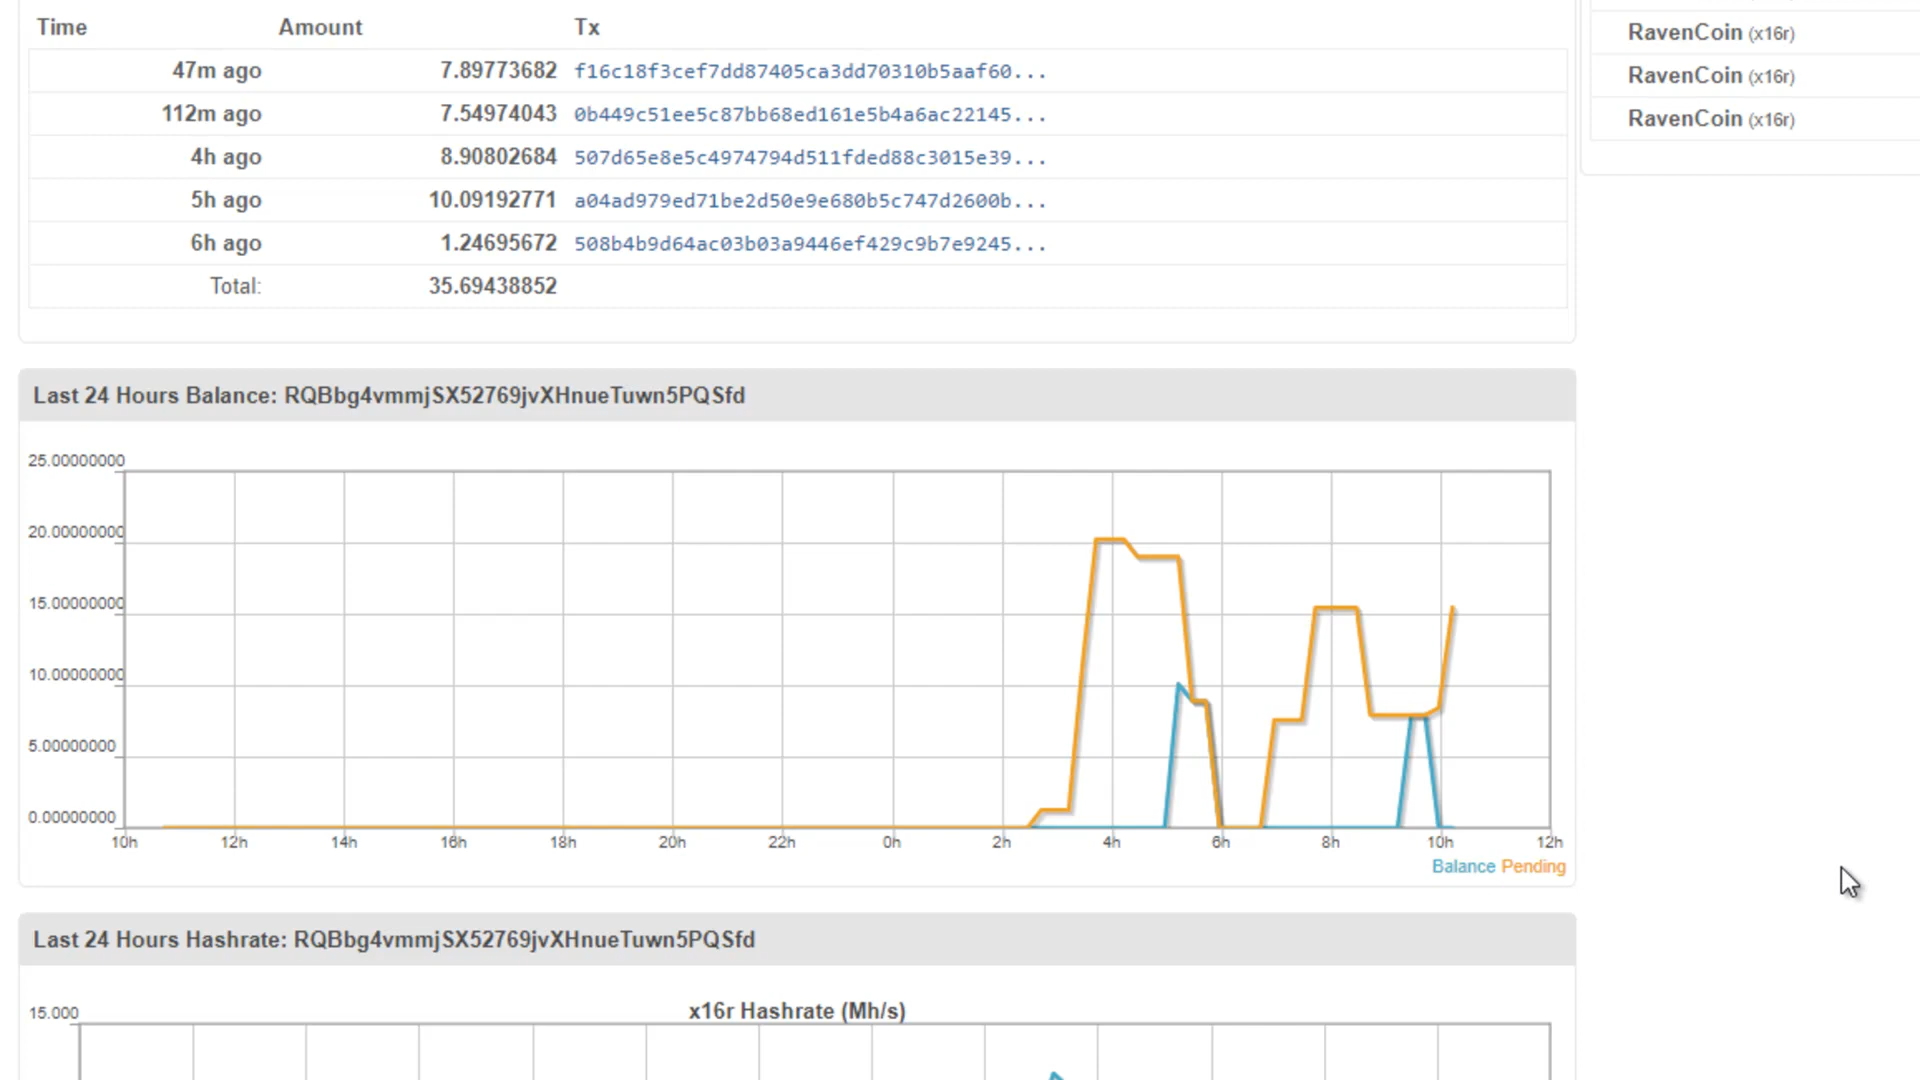 Time Amount Tx
47m ago 7.89773682 f16c18f3cef7dd87405ca3dd70310b5aaf60...
112m ago 7.54974043 0b449c51ee5c87bb68ed161e5b4a6ac22145...
4h ago 8.90802684 507d65e8e5c4974794d511fded88c3015e39...
5h ago 10.09192771 a04ad979ed71be2d50e9e680b5c747d2600b...
6h ago 1.24695672 508b4b9d64ac03b03a9446ef429c9b7e9245...
Total: 35.69438852
RavenCoin (x16r)
RavenCoin (x16r)
RavenCoin (x16r)
Last 24 Hours Balance: RQBbg4vmmjSX52769jvXHnueTuwn5PQSfd
25.00000000
20.00000000
15.00000000
10.00000000
5.00000000
0.00000000
10h 12h 14h 16h 18h 20h 22h 0h 2h 4h 6h 8h 10h 12h
Balance Pending
Last 24 Hours Hashrate: RQBbg4vmmjSX52769jvXHnueTuwn5PQSfd
x16r Hashrate (Mh/s)
15.000